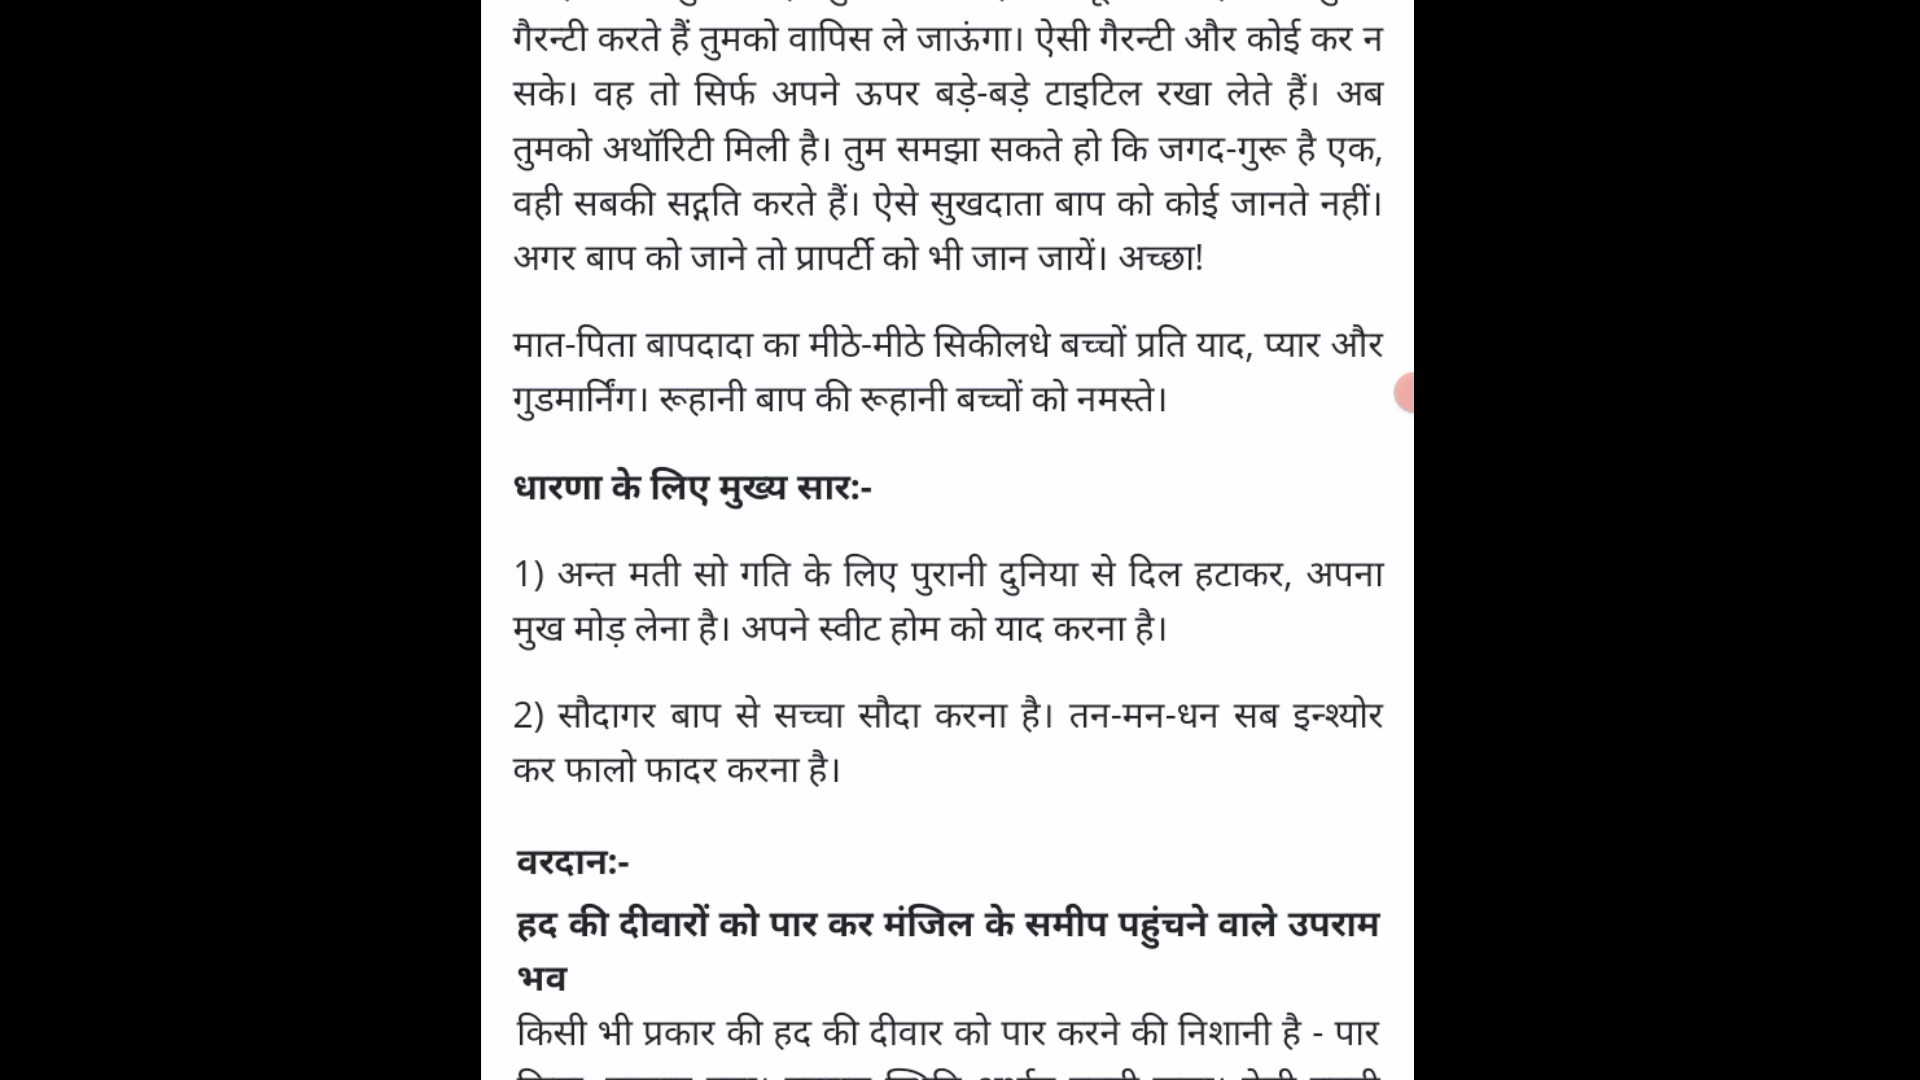 गैरन्टी करते हैं तुमको वापिस ले जाऊंगा। ऐसी गैरन्टी और कोई कर न
सके। वह तो सिर्फ अपने ऊपर बड़े-बड़े टाइटिल रखा लेते हैं। अब
तुमको अथॉरिटी मिली है। तुम समझा सकते हो कि जगद-गुरू है एक,
वही सबकी सद्गति करते हैं। ऐसे सुखदाता बाप को कोई जानते नहीं।
अगर बाप को जाने तो प्रापर्टी को भी जान जायें। अच्छा!
मात-पिता बापदादा का मीठे-मीठे सिकीलधे बच्चों प्रति याद, प्यार और
गुडमार्निंग। रूहानी बाप की रूहानी बच्चों को नमस्ते।
धारणा के लिए मुख्य सार:-
1) अन्त मती सो गति के लिए पुरानी दुनिया से दिल हटाकर, अपना
मुख मोड़ लेना है। अपने स्वीट होम को याद करना है।
2) सौदागर बाप से सच्चा सौदा करना है। तन-मन-धन सब इन्श्योर
कर फालो फादर करना है।
वरदान:-
हद की दीवारों को पार कर मंजिल के समीप पहुंचने वाले उपराम
भव
किसी भी प्रकार की हद की दीवार को पार करने की निशानी है - पार